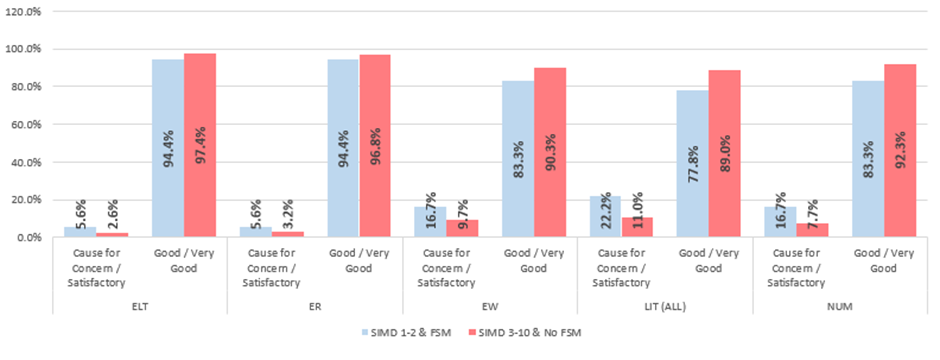 120.0%
100.0%
80.0%
60.0%
40.0%
20.0%
0.0%
5.6% 2.6% 94.4% 97.4% 5.6% 3.2% 94.4% 96.8% 16.7% 9.7% 83.3% 90.3% 22.2% 11.0% 77.8% 89.0% 16.7% 7.7% 83.3% 92.3%
Cause for Good / Very Cause for Good / Very Cause for Good / Very Cause for Good / Very Cause for Good / Very
Concern / Good Concern / Good Concern / Good Concern / Good Concern / Good
Satisfactory Satisfactory Satisfactory Satisfactory Satisfactory
ELT ER EW LIT (ALL) NUM
SIMD 1-2 & FSM SIMD 3-10 & No FSM